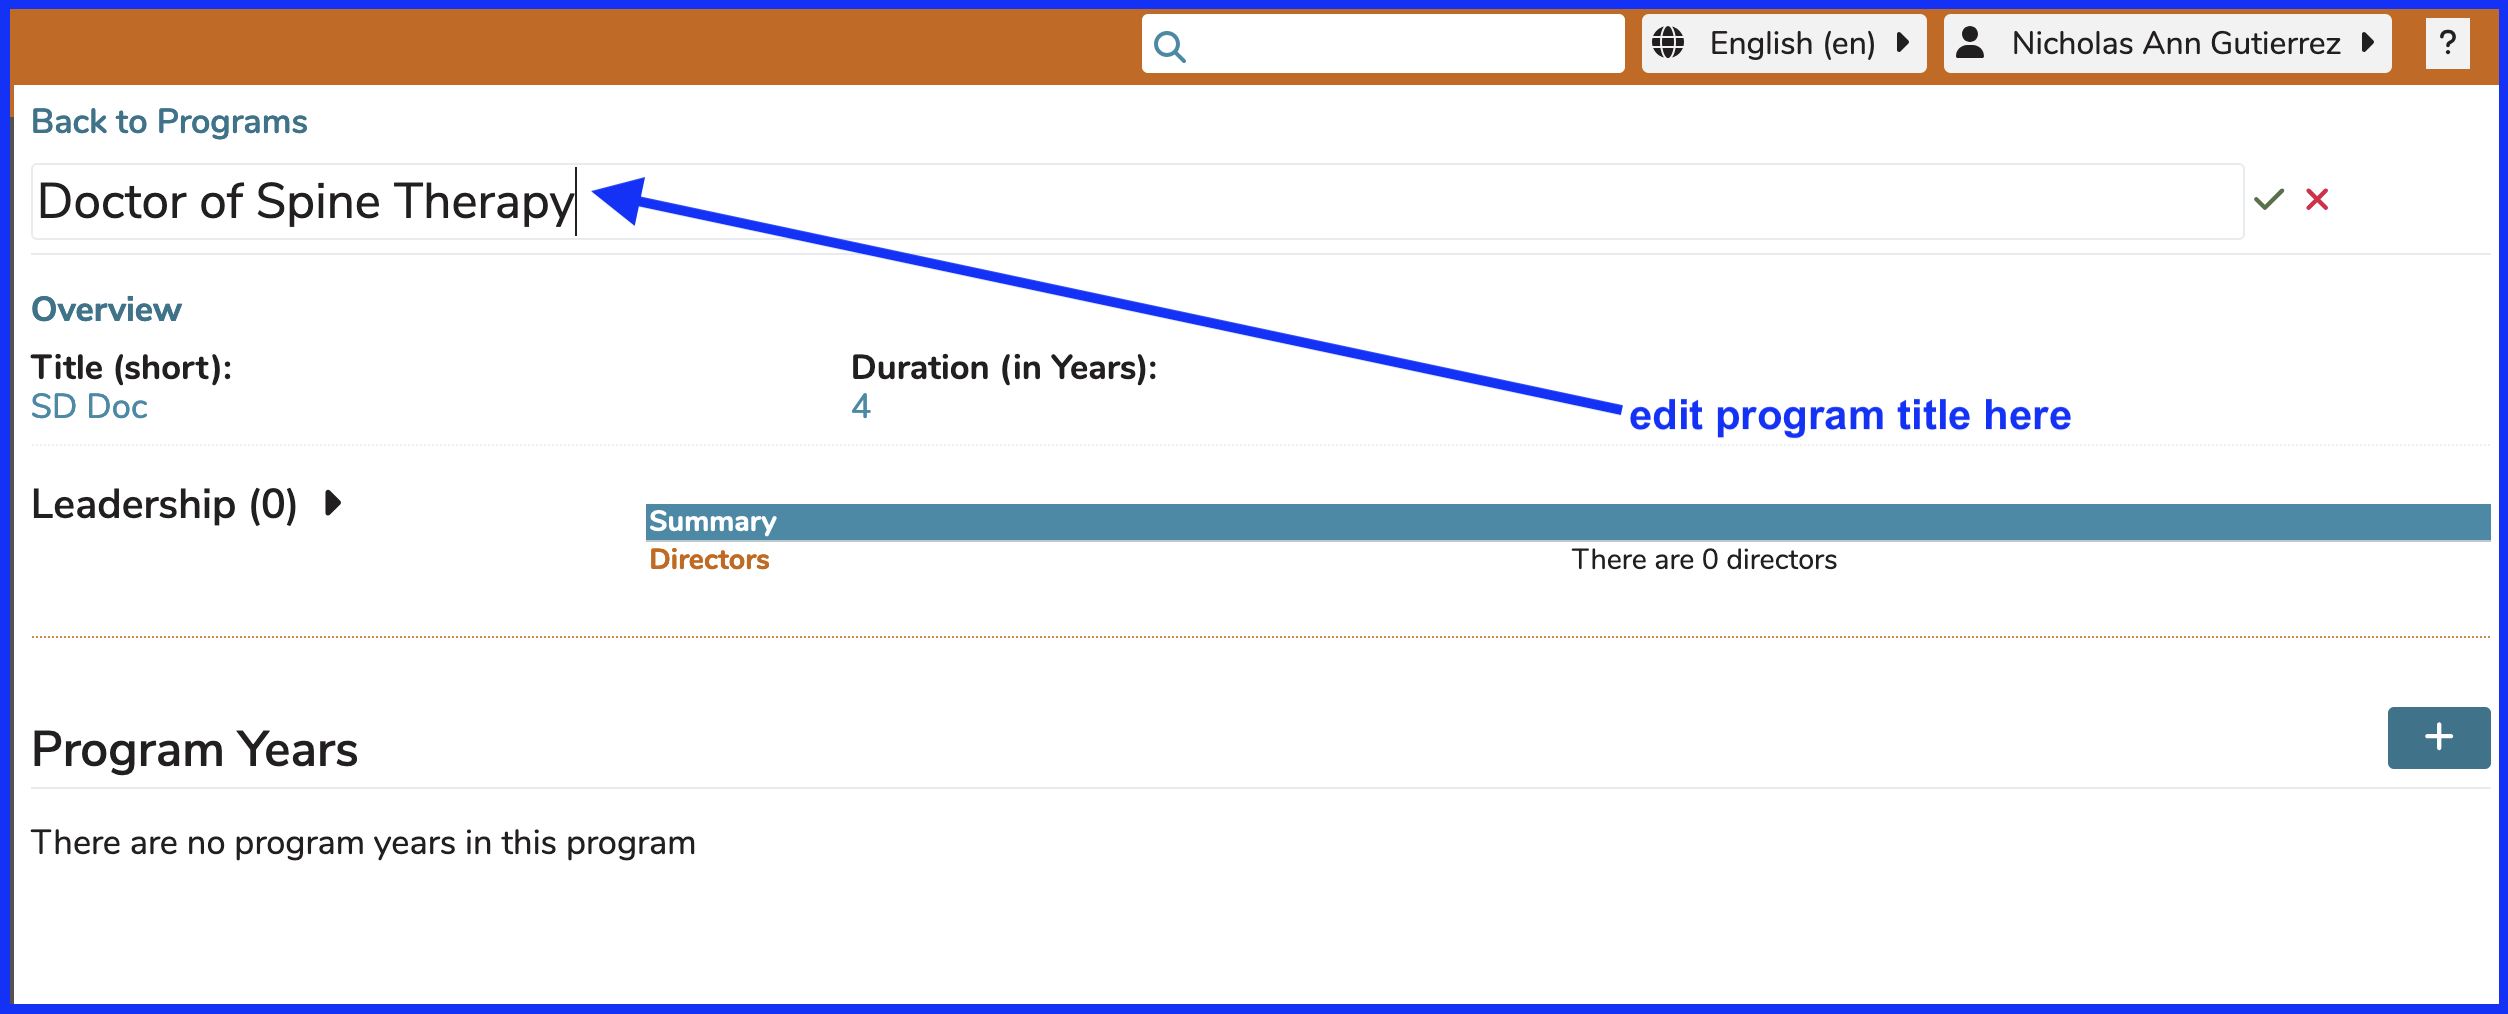 English (en)
Nicholas Ann Gutierrez
?
Back to Programs
Doctor of Spine Therapy
Overview
Title (short):
SD Doc
Duration (in Years):
4
edit program title here
Leadership (0)
Summary
Directors
There are 0 directors
Program Years
+
There are no program years in this program